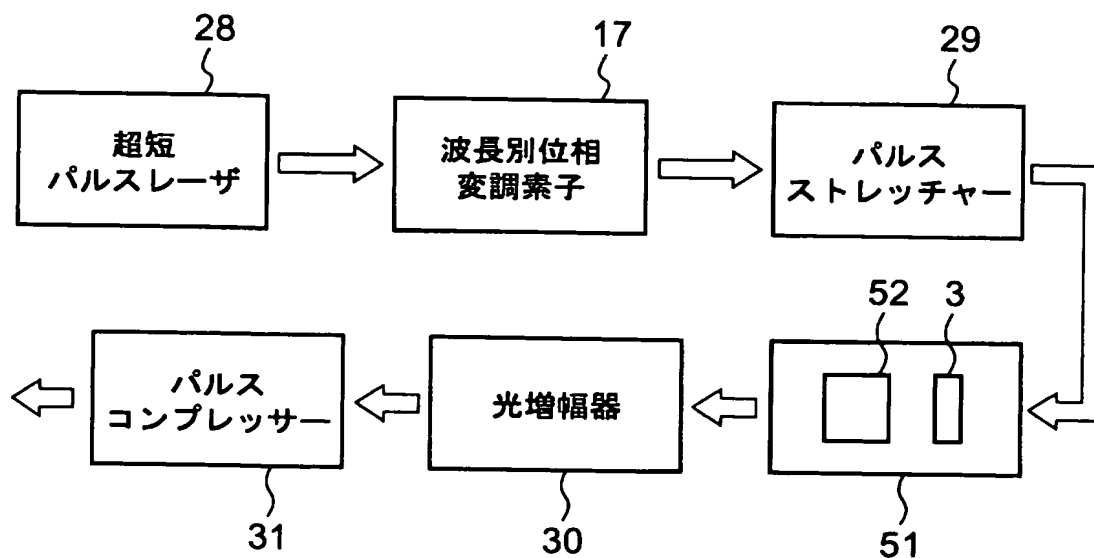 28
17
29
超短
パルスレーザ
波長別位相
変調素子
パルス
ストレッチャー
52
3
パルス
コンプレッサー
光増幅器
31
30
51